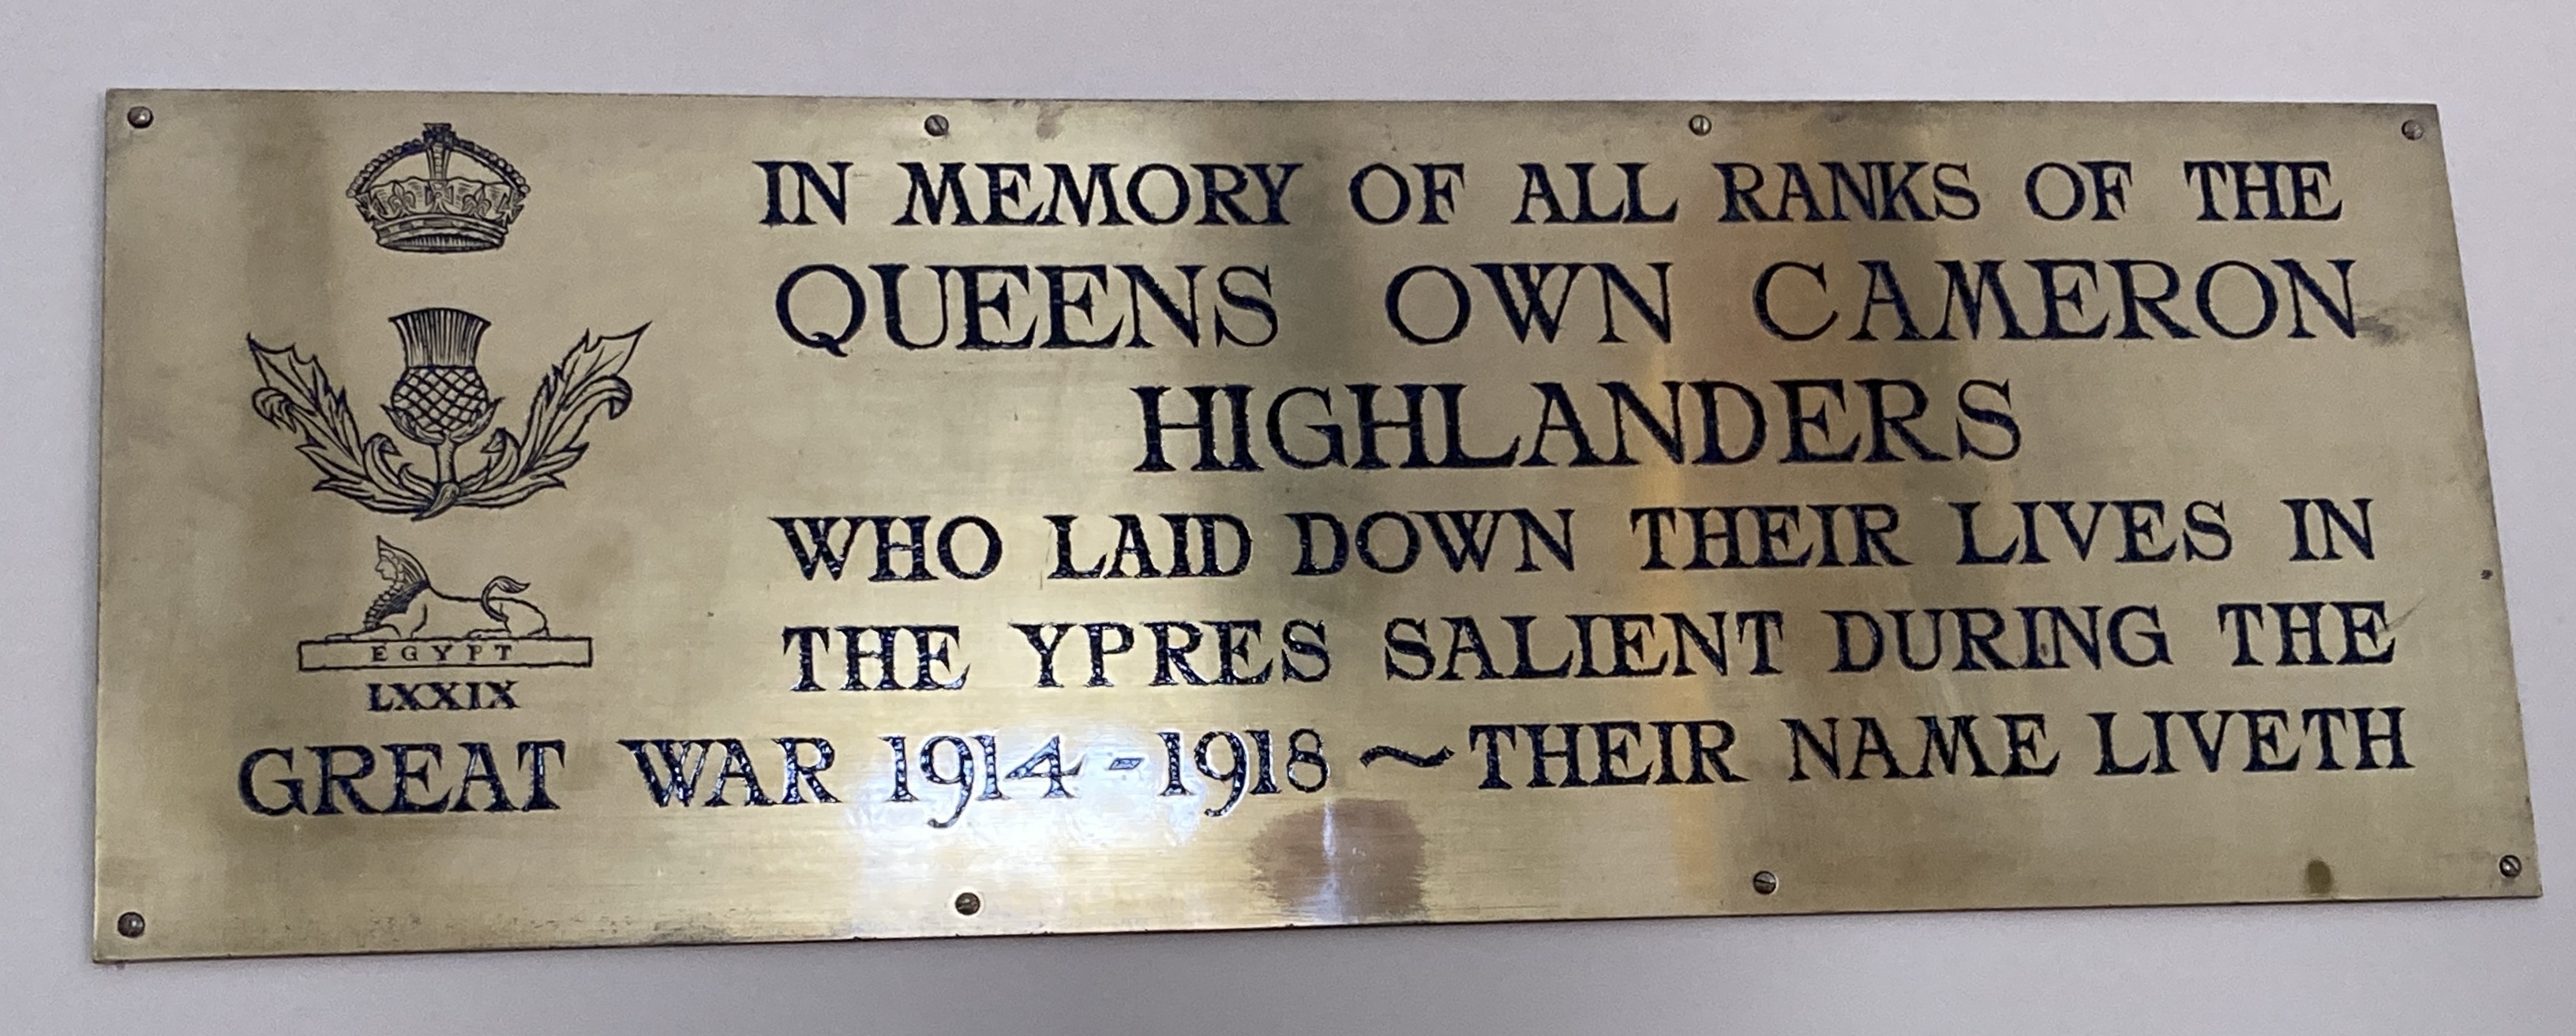 IN MEMORY OF ALL RANKS OF THE
QUEENS OWN CAMERON
HIGHLANDERS
WHO LAID DOWN THEIR LIVES IN
THE YPRES SALIENT DURING THE
EGYPT
LXXIX
GREAT WAR 1914-1918 ~ THEIR NAME LIVETH